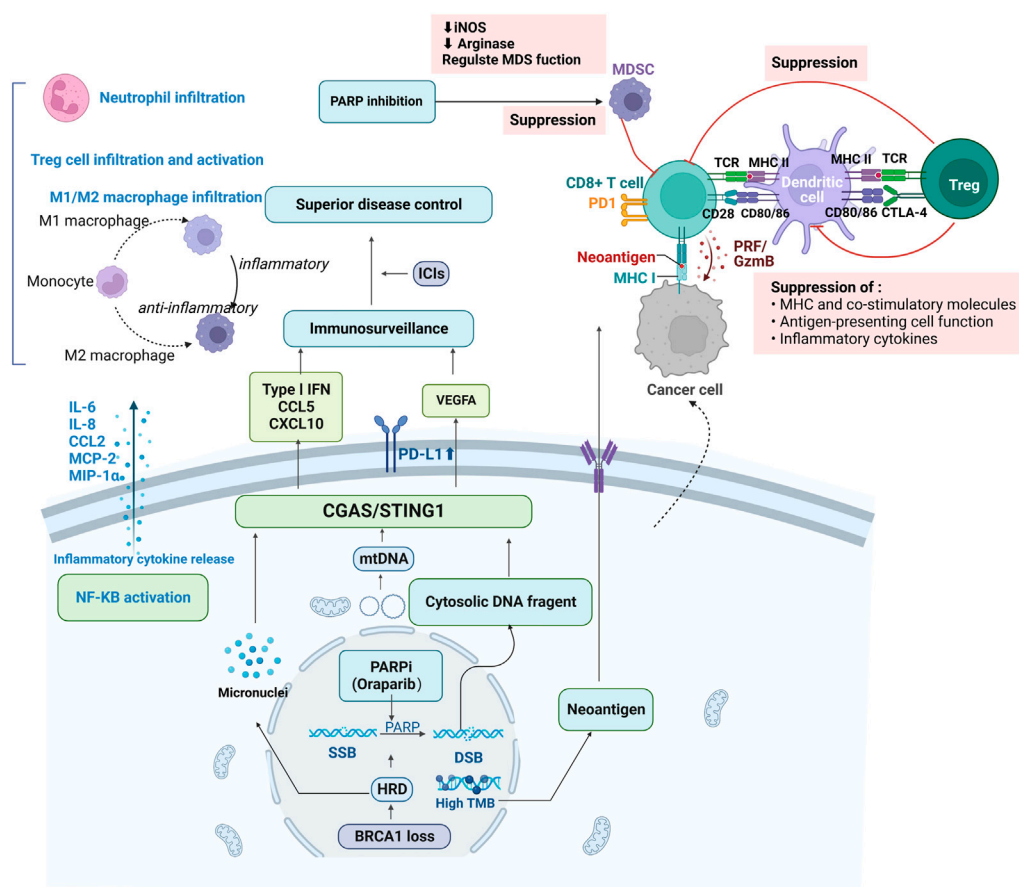 ⬇iNOS
⬇ Arginase
Regulste MDS fuction
MDSC
Suppression
PARP inhibition
Suppression
Neutrophil infiltration
Treg cell infiltration and activation
M1/M2 macrophage infiltration
M1 macrophage
Monocyte
inflammatory
anti-inflammatory
M2 macrophage
Superior disease control
ICIs
Immunosurveillance
Type I IFN
CCL5
CXCL10
VEGFA
CD8+ T cell
PD1
TCR MHC II
CD28 CD80/86
Dendritic
cell
MHC II TCR
CD80/86 CTLA-4
Treg
Neoantigen
MHC I
PRF/
GzmB
Cancer cell
Suppression of :
• MHC and co-stimulatory molecules
• Antigen-presenting cell function
• Inflammatory cytokines
IL-6
IL-8
CCL2
MCP-2
MIP-1α
PD-L1⬆
CGAS/STING1
Inflammatory cytokine release
NF-KB activation
mtDNA
Cytosolic DNA fragent
Micronuclei
PARPi
(Oraparib)
PARP
SSB
DSB
HRD
High TMB
BRCA1 loss
Neoantigen